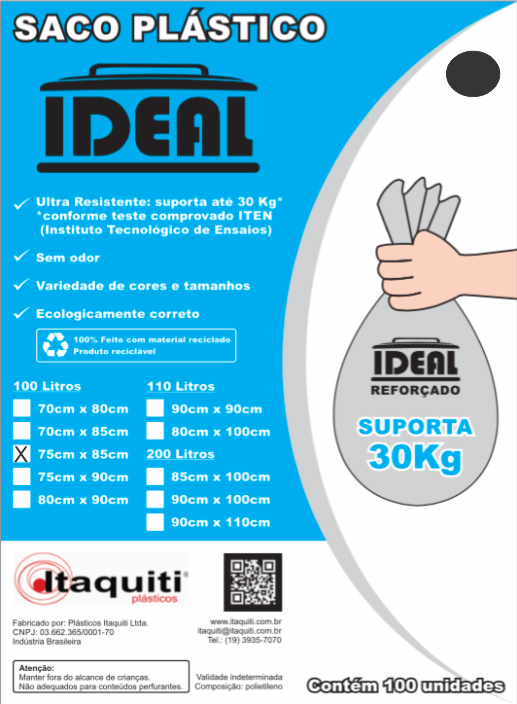 SACO PLÁSTICO
IDEAL
Ultra Resistente: suporta até 30 Kg*
*conforme teste comprovado ITEN
(Instituto Tecnológico de Ensaios)
Sem odor
Variedade de cores e tamanhos
Ecologicamente correto
100% Feito com material reciclado
Produto reciclável
100 Litros
70cm x 80cm
70cm x 85cm
X 75cm x 85cm
75cm x 90cm
80cm x 90cm
110 Litros
90cm x 90cm
80cm x 100cm
200 Litros
85cm x 100cm
90cm x 100cm
90cm x 110cm
IDEAL
REFORÇADO
SUPORTA
30Kg
Itaquiti®
plásticos
Fabricado por: Plásticos Itaquiti Ltda.
CNPJ: 03.662.365/0001-70
Indústria Brasileira
www.itaquiti.com.br
itaquiti@itaquiti.com.br
Tel.: (19) 3935-7070
Atenção:
Manter fora do alcance de crianças.
Não adequados para conteúdos perfurantes.
Validade indeterminada
Composição: polietileno
Contém 100 unidades